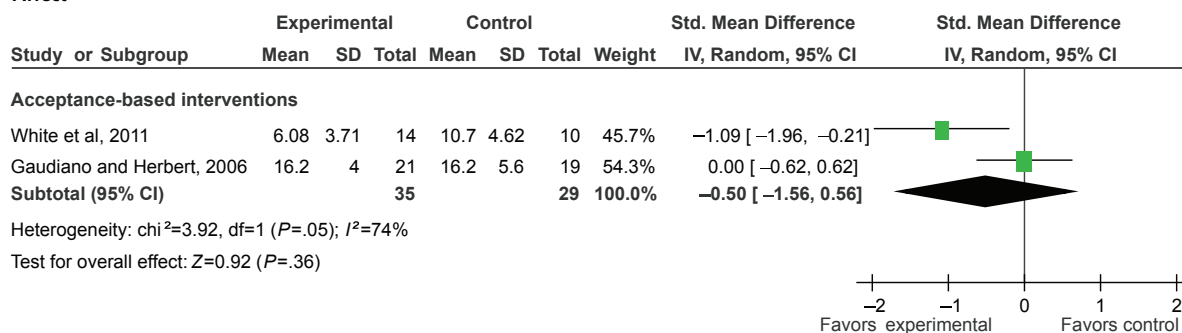 Experimental Control Std. Mean Difference Std. Mean Difference
Study or Subgroup Mean SD Total Mean SD Total Weight IV, Random, 95% CI IV, Random, 95% CI
Acceptance-based interventions
White et al, 2011 6.08 3.71 14 10.7 4.62 10 45.7% −1.09 [ −1.96, −0.21]
Gaudiano and Herbert, 2006 16.2 4 21 16.2 5.6 19 54.3% 0.00 [ −0.62, 0.62]
Subtotal (95% CI) 35 29 100.0% −0.50 [ −1.56, 0.56]
Heterogeneity: chi²=3.92, df=1 (P=.05); I²=74%
Test for overall effect: Z=0.92 (P=.36)
−2 −1 0 1 2
Favors experimental Favors control